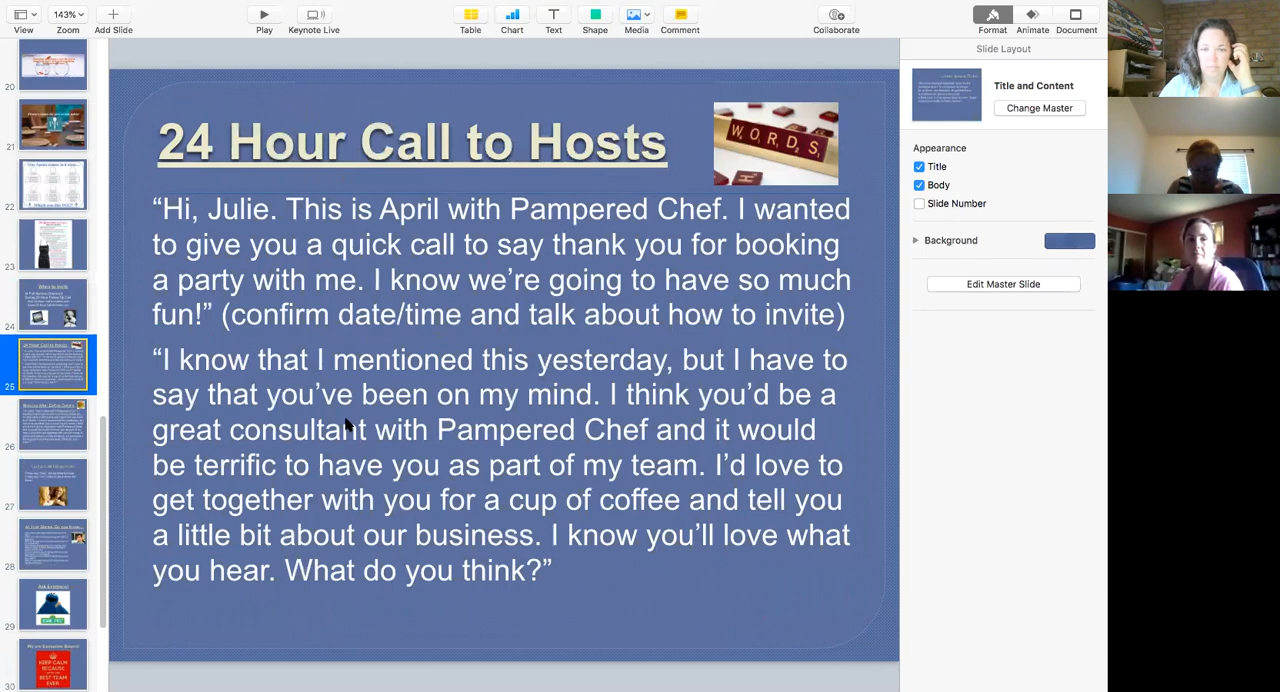 143%
View Zoom Add Slide Play Keynote Live Table Chart Text Shape Media Comment Collaborate Format Animate Document
20
21
22
23
24
25
26
27
28
29
30
24 Hour Call to Hosts
WORDS
“Hi, Julie. This is April with Pampered Chef. I wanted
to give you a quick call to say thank you for booking
a party with me. I know we’re going to have so much
fun!” (confirm date/time and talk about how to invite)
“I know that I mentioned this yesterday, but I have to
say that you’ve been on my mind. I think you’d be a
great consultant with Pampered Chef and it would
be terrific to have you as part of my team. I’d love to
get together with you for a cup of coffee and tell you
a little bit about our business. I know you’ll love what
you hear. What do you think?”
Slide Layout
Title and Content
Change Master
Appearance
Title
Body
Slide Number
Background
Edit Master Slide
KEEP CALM
BECAUSE
BEST TEAM
EVER